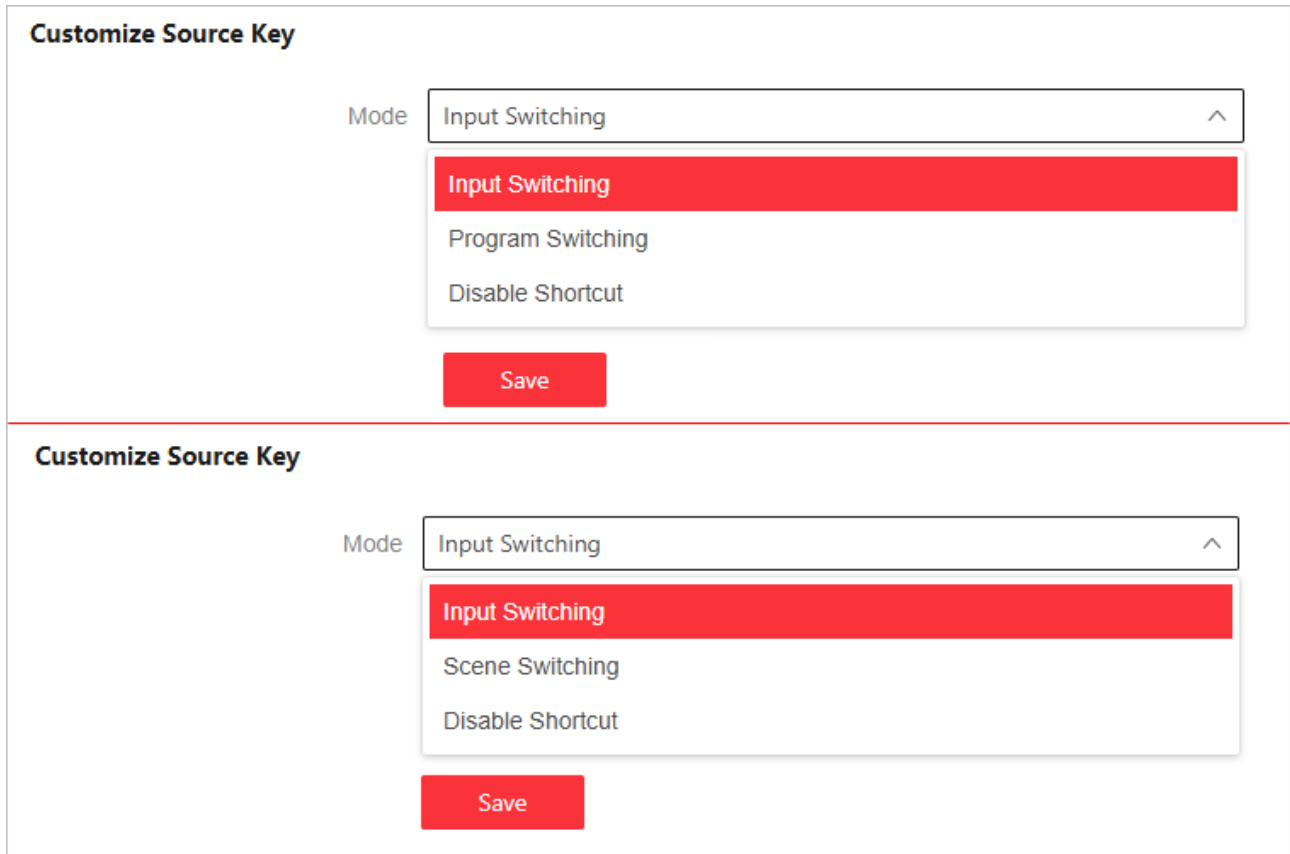 Customize Source Key
Mode Input Switching
Input Switching
Program Switching
Disable Shortcut
Save
Customize Source Key
Mode Input Switching
Input Switching
Scene Switching
Disable Shortcut
Save